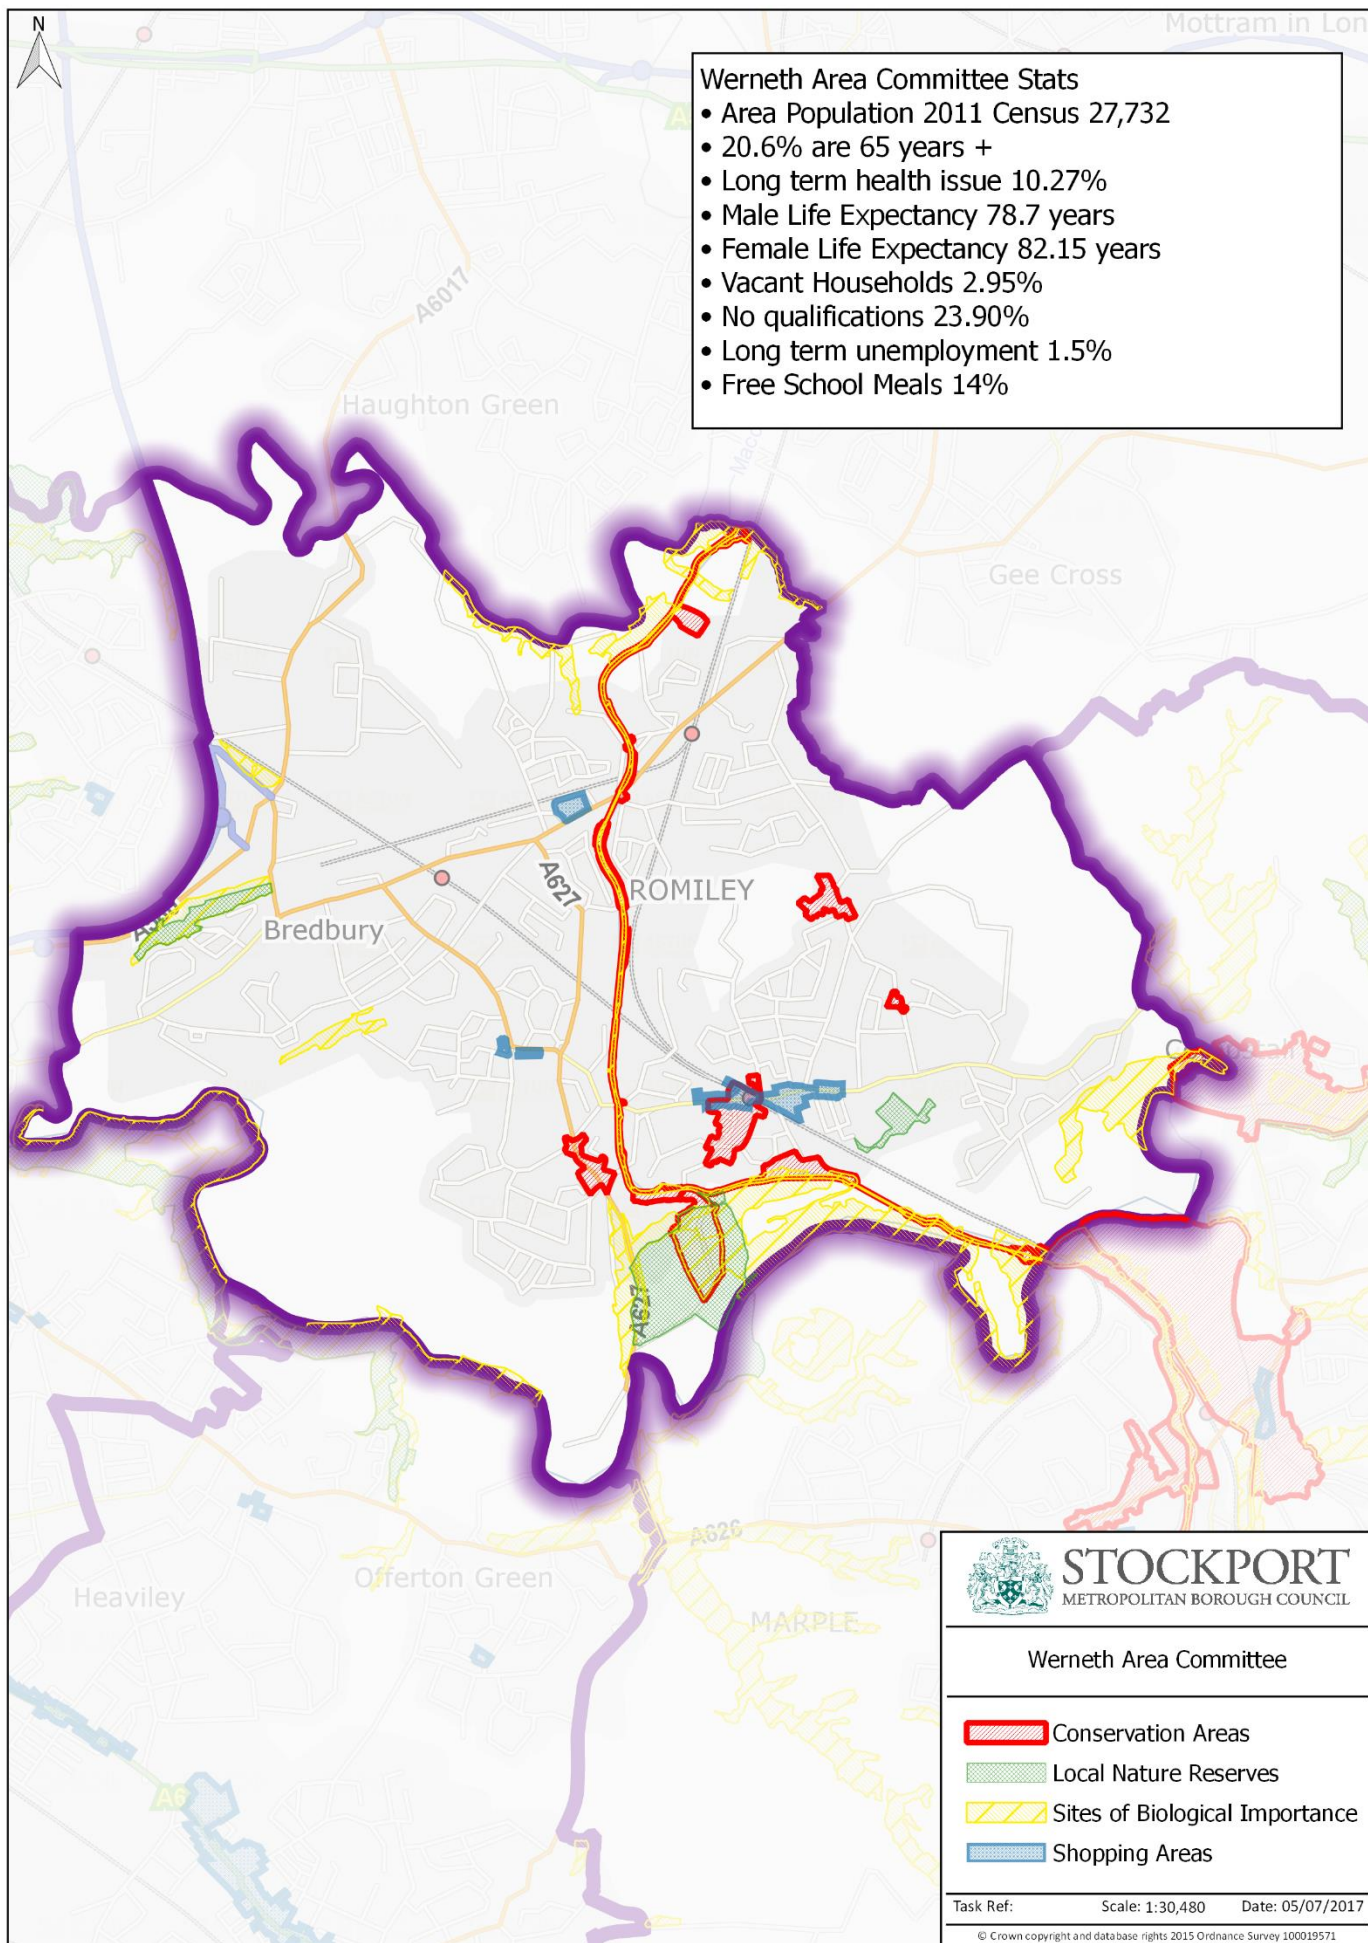 N
Mottram in Lon
Werneth Area Committee Stats
• Area Population 2011 Census 27,732
• 20.6% are 65 years +
• Long term health issue 10.27%
• Male Life Expectancy 78.7 years
• Female Life Expectancy 82.15 years
• Vacant Households 2.95%
• No qualifications 23.90%
• Long term unemployment 1.5%
• Free School Meals 14%
A6017
Haughton Green
Gee Cross
A627
ROMILEY
Bredbury
A627
A626
Offerton Green
Heaviley
MARPLE
A6
STOCKPORT
METROPOLITAN BOROUGH COUNCIL
Werneth Area Committee
Conservation Areas
Local Nature Reserves
Sites of Biological Importance
Shopping Areas
Task Ref: Scale: 1:30,480 Date: 05/07/2017
© Crown copyright and database rights 2015 Ordnance Survey 100019571